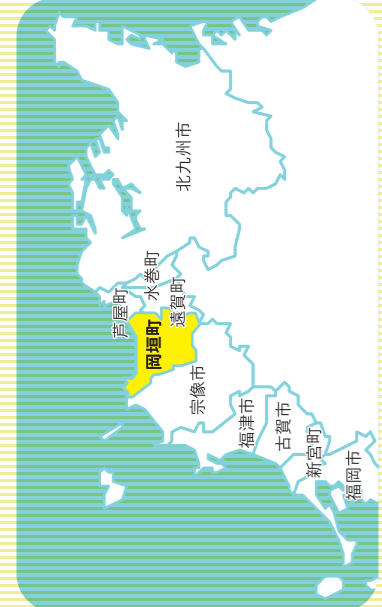 北九州市
芦屋町
水巻町
遠賀町
岡垣町
宗像市
福津市
古賀市
新宮町
福岡市